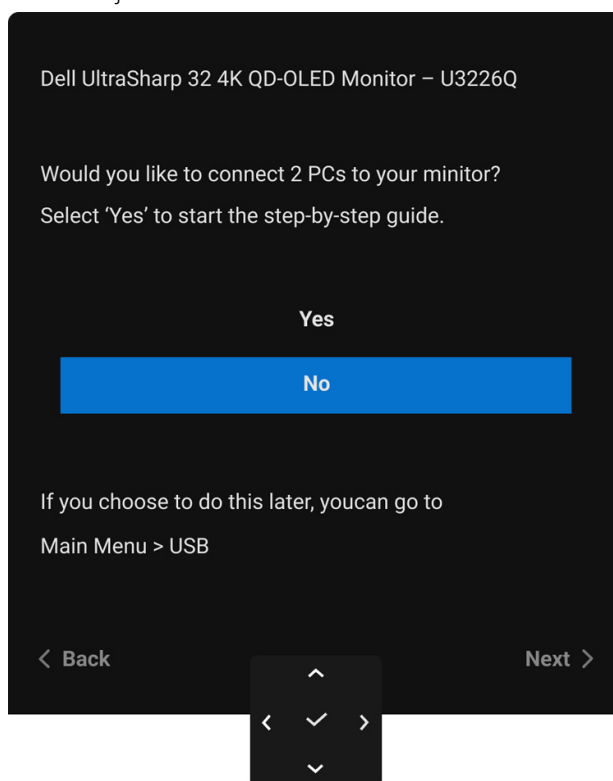 Dell UltraSharp 32 4K QD-OLED Monitor – U3226Q
Would you like to connect 2 PCs to your minitor?
Select ‘Yes’ to start the step-by-step guide.
Yes
No
If you choose to do this later, youcan go to
Main Menu > USB
Back
Next